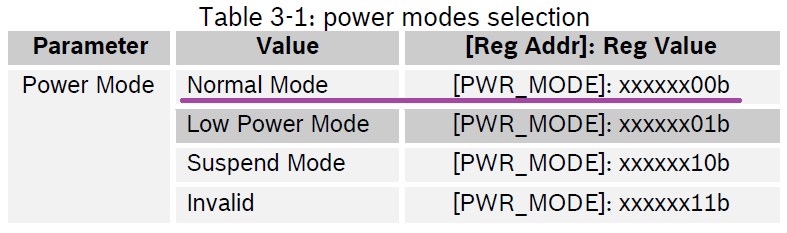 Table 3-1: power modes selection
Parameter Value [Reg Addr]: Reg Value
Power Mode Normal Mode [PWR_MODE]: xxxxxx00b
Low Power Mode [PWR_MODE]: xxxxxx01b
Suspend Mode [PWR_MODE]: xxxxxx10b
Invalid [PWR_MODE]: xxxxxx11b